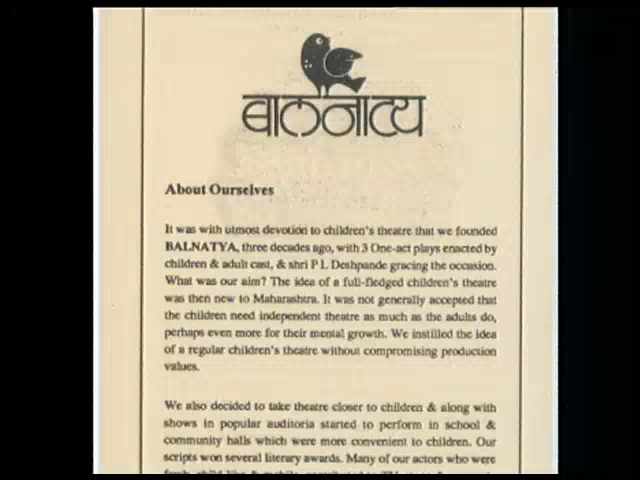 बालनाट्य
About Ourselves
It was with utmost devotion to children's theatre that we founded
BALNATYA, three decades ago, with 3 One-act plays enacted by
children & adult cast, & shri P L Deshpande gracing the occasion.
What was our aim? The idea of a full-fledged children's theatre
was then new to Maharashtra. It was not generally accepted that
the children need independent theatre as much as the adults do,
perhaps even more for their mental growth. We instilled the idea
of a regular children's theatre without compromising production
values.
We also decided to take theatre closer to children & along with
shows in popular auditoria started to perform in school &
community halls which were more convenient to children. Our
scripts won several literary awards. Many of our actors who were